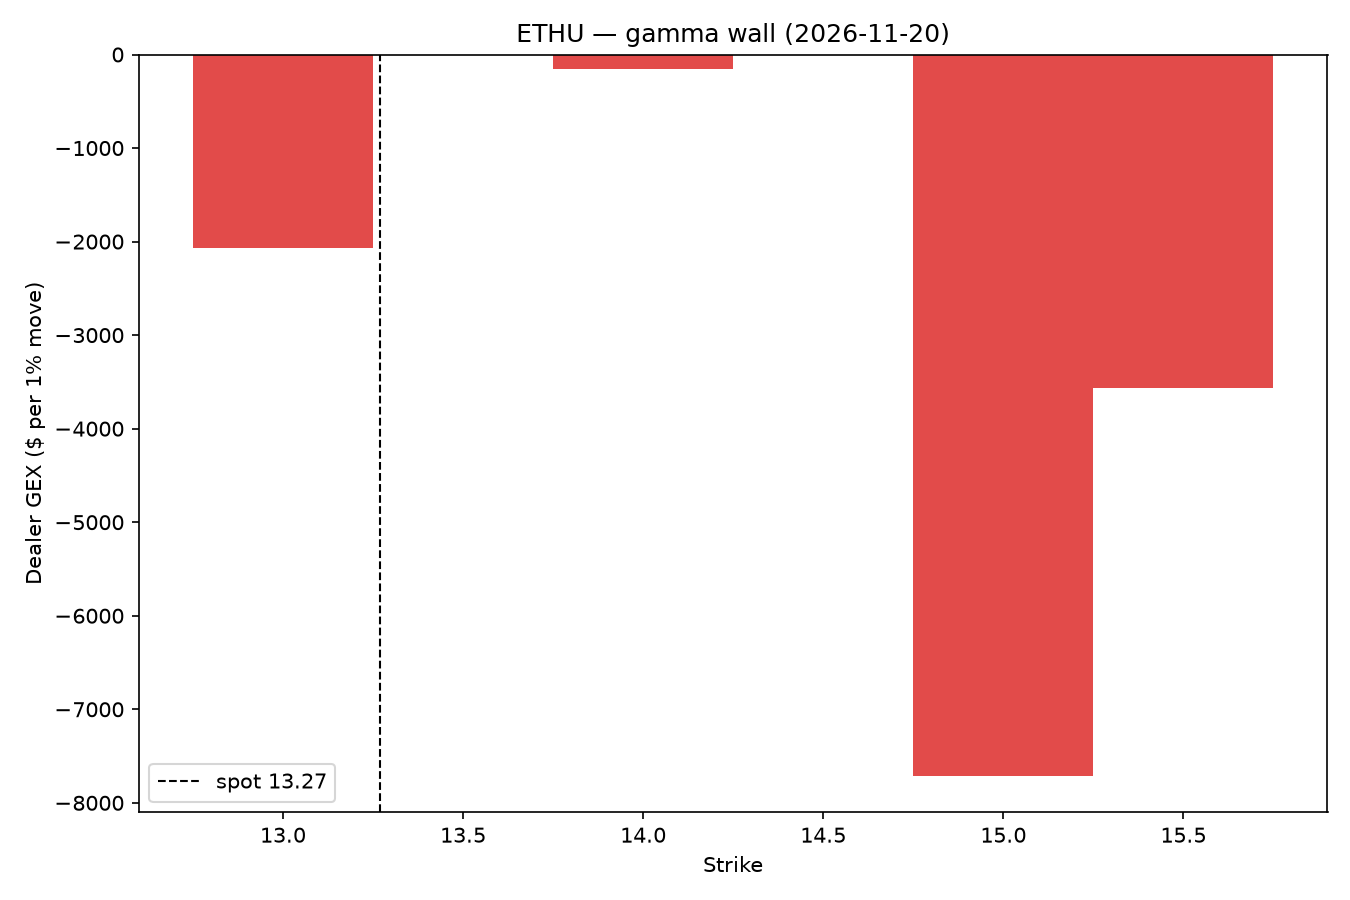 ETHU — gamma wall (2026-11-20)
Dealer GEX ($ per 1% move)
0
−1000
−2000
−3000
−4000
−5000
−6000
−7000
−8000
spot 13.27
13.0 13.5 14.0 14.5 15.0 15.5
Strike